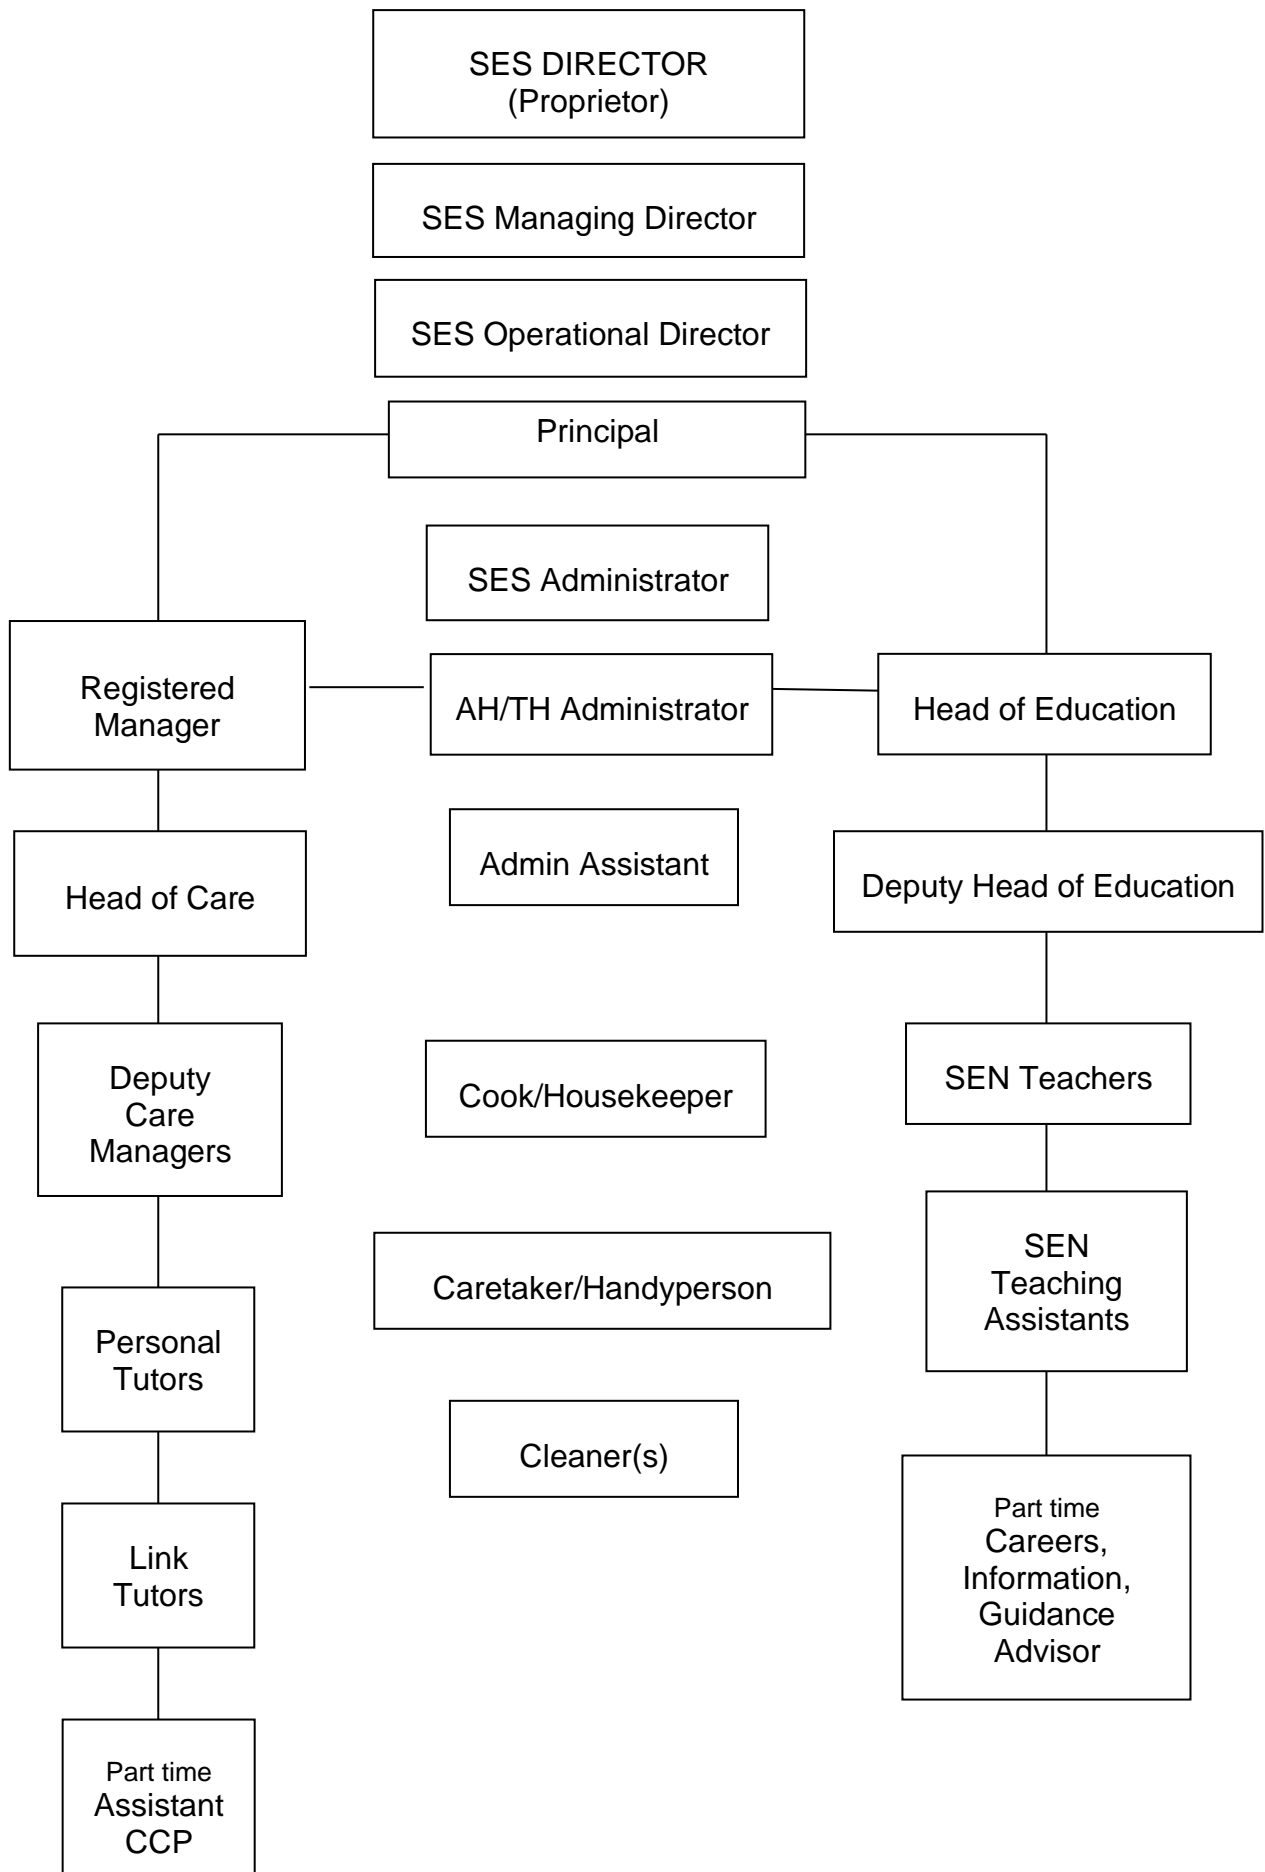 SES DIRECTOR
(Proprietor)
SES Managing Director
SES Operational Director
Principal
SES Administrator
Registered
Manager
AH/TH Administrator
Head of Education
Head of Care
Admin Assistant
Deputy Head of Education
Deputy
Care
Managers
Cook/Housekeeper
SEN Teachers
Personal
Tutors
Caretaker/Handyperson
SEN
Teaching
Assistants
Link
Tutors
Cleaner(s)
Part time
Careers,
Information,
Guidance
Advisor
Part time
Assistant
CCP